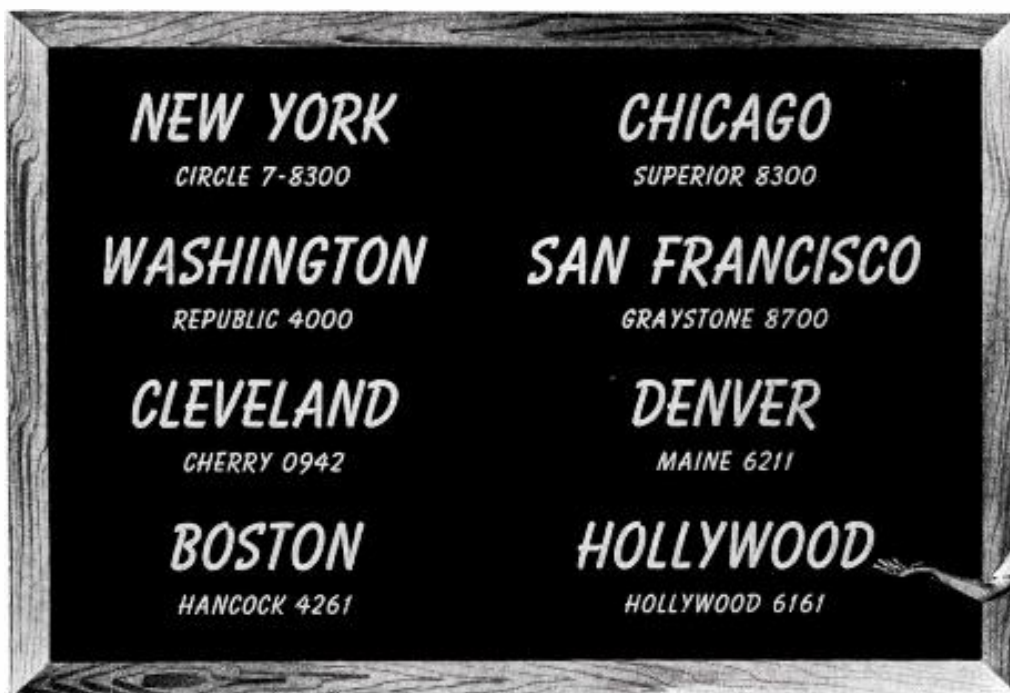 NEW YORK
CIRCLE 7-8300
CHICAGO
SUPERIOR 8300
WASHINGTON
REPUBLIC 4000
SAN FRANCISCO
GRAYSTONE 8700
CLEVELAND
CHERRY 0942
DENVER
MAINE 6211
BOSTON
HANCOCK 4261
HOLLYWOOD
HOLLYWOOD 6161